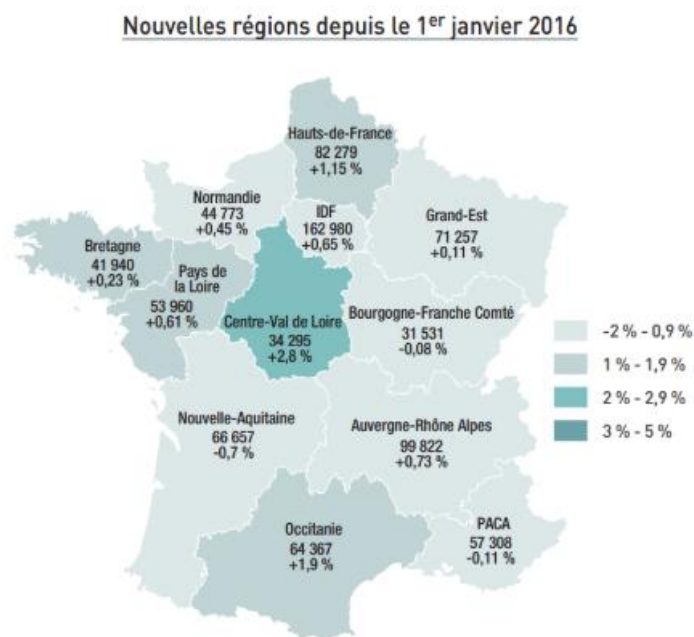 Nouvelles régions depuis le 1er janvier 2016
Hauts-de-France
82 279
+1,15 %
Normandie
44 773
+0,45 %
IDF
162 980
+0,65 %
Grand-Est
71 257
+0,11 %
Bretagne
41 940
+0,23 %
Pays de
la Loire
53 960
+0,61 %
Centre-Val de Loire
34 295
+2,8 %
Bourgogne-Franche Comté
31 531
-0,08 %
-2 % - 0,9 %
1 % - 1,9 %
2 % - 2,9 %
3 % - 5 %
Nouvelle-Aquitaine
66 657
-0,7 %
Auvergne-Rhône Alpes
99 822
+0,73 %
Occitanie
64 367
+1,9 %
PACA
57 308
-0,11 %